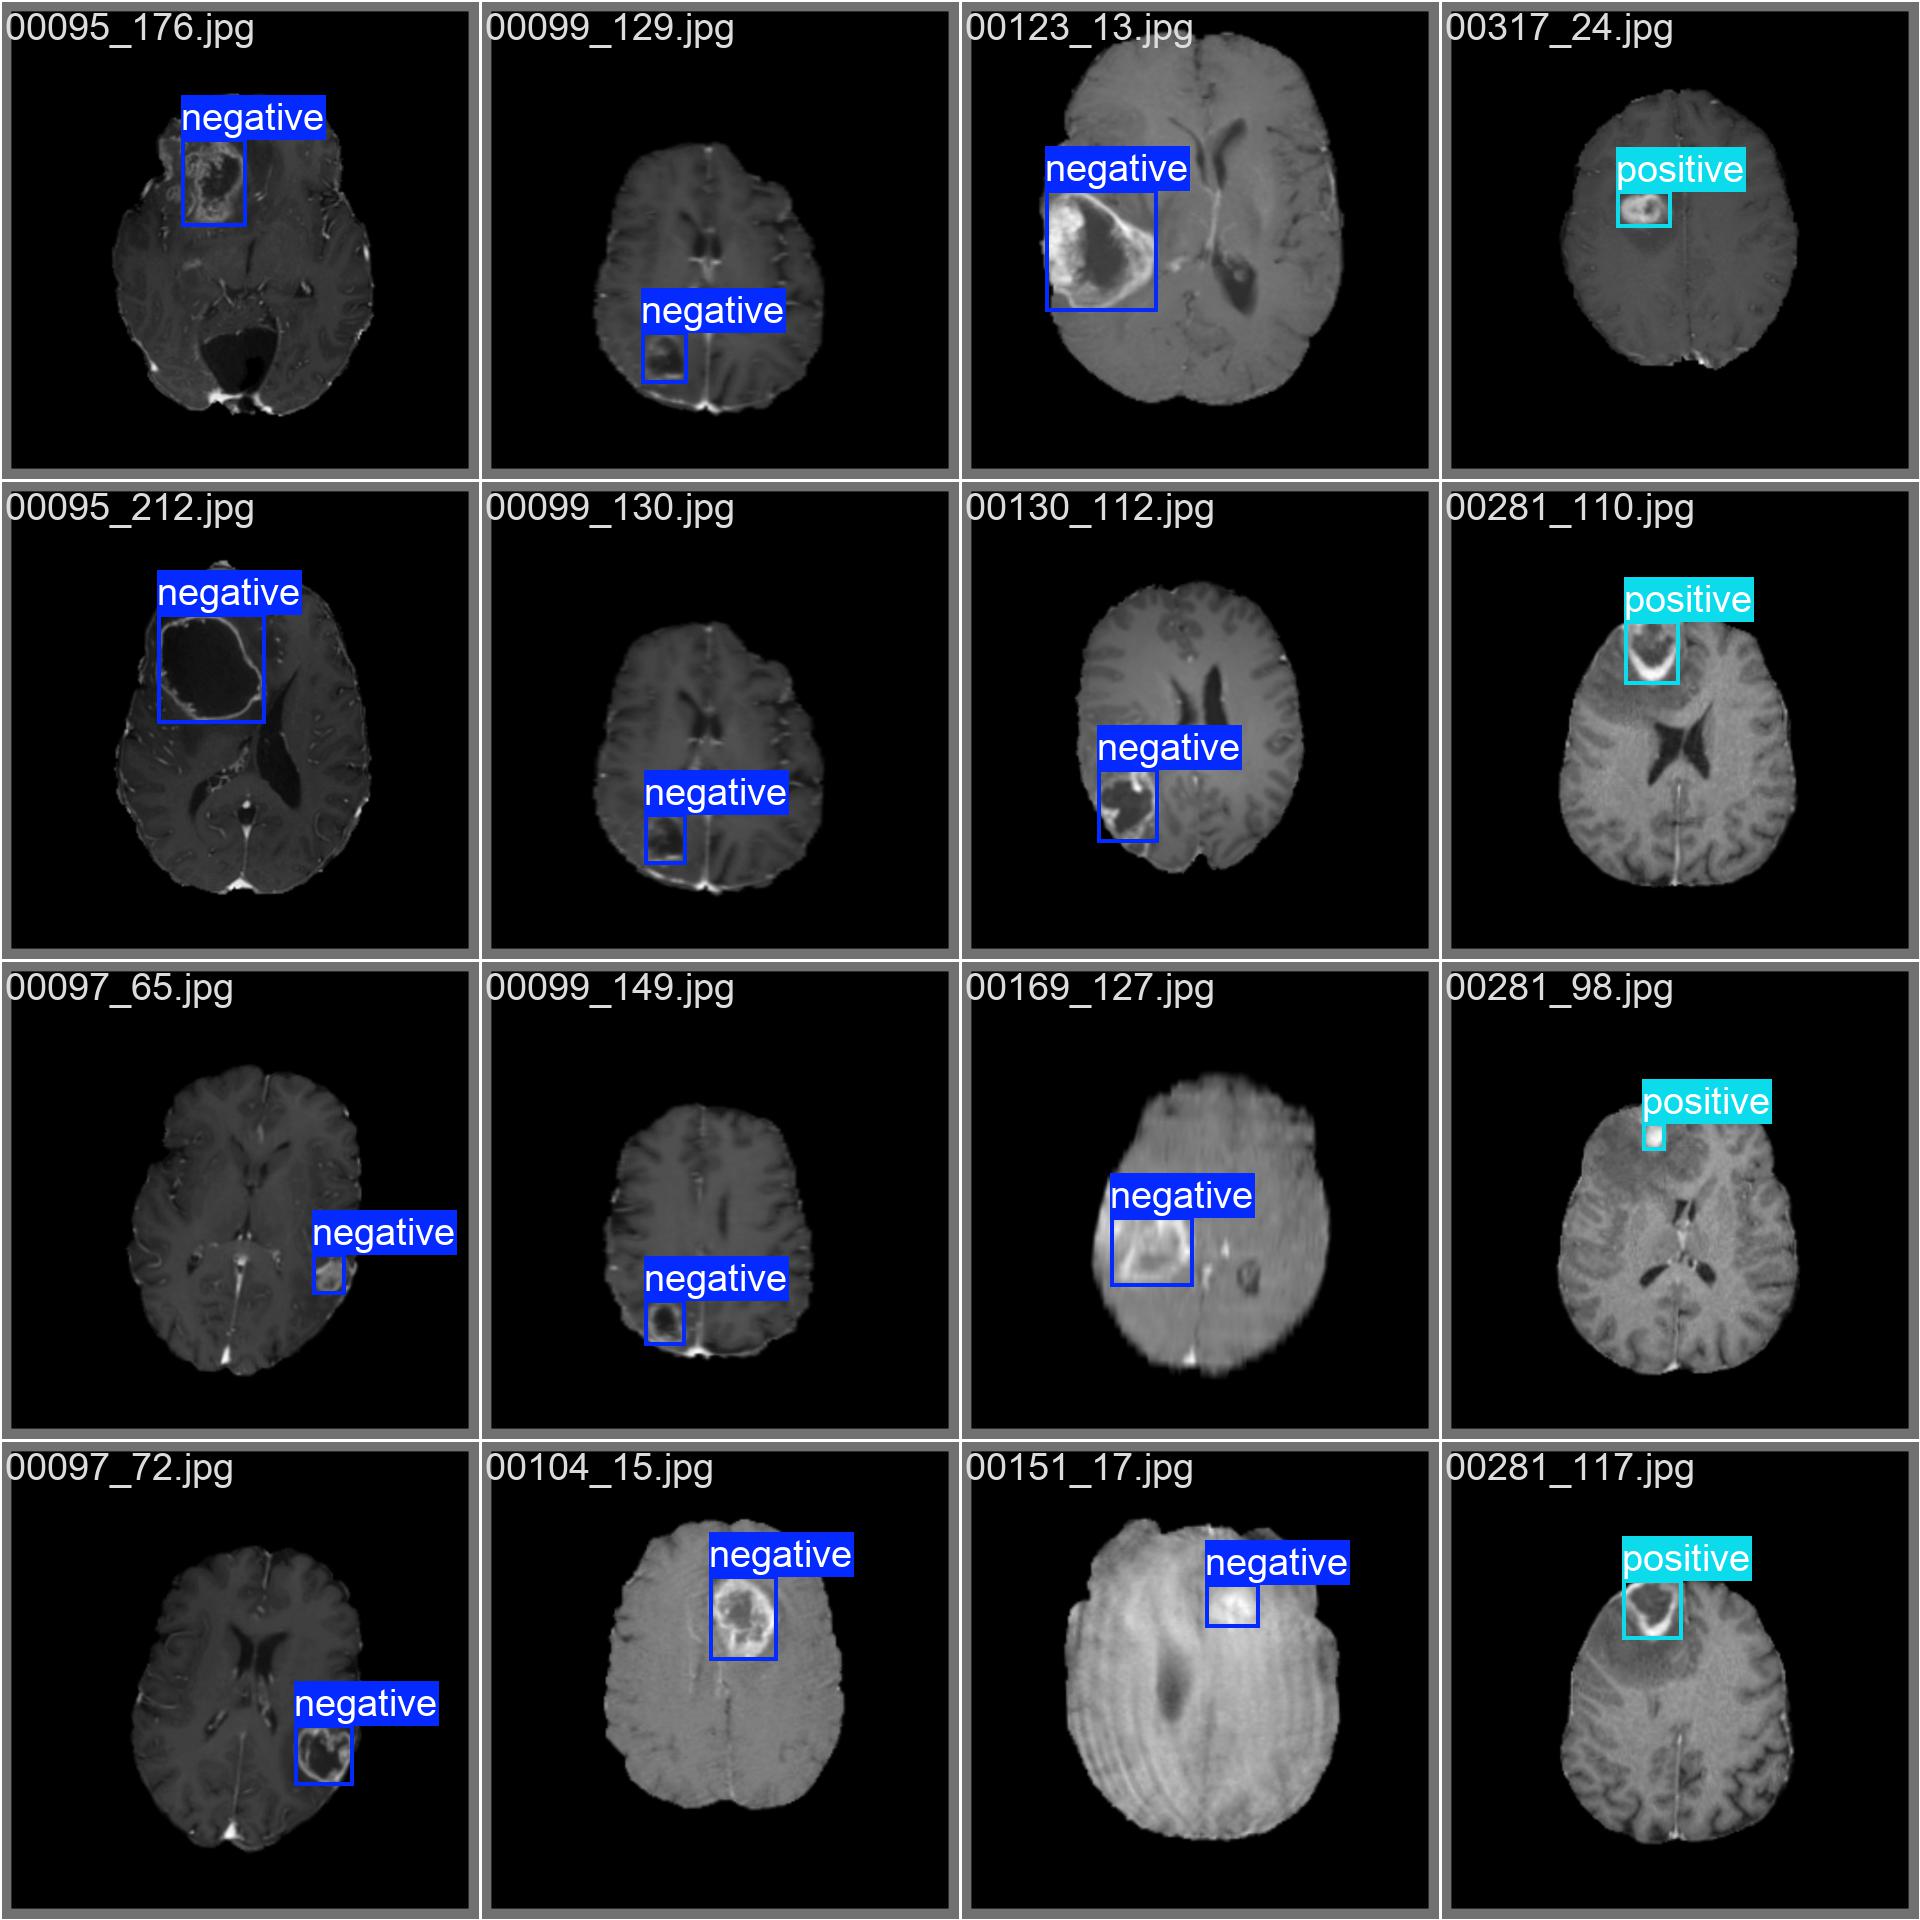 00095_176.jpg
negative
00099_129.jpg
negative
00123_13.jpg
negative
00317_24.jpg
positive
00095_212.jpg
negative
00099_130.jpg
negative
00130_112.jpg
negative
00281_110.jpg
positive
00097_65.jpg
negative
00099_149.jpg
negative
00169_127.jpg
negative
00281_98.jpg
positive
00097_72.jpg
negative
00104_15.jpg
negative
00151_17.jpg
negative
00281_117.jpg
positive